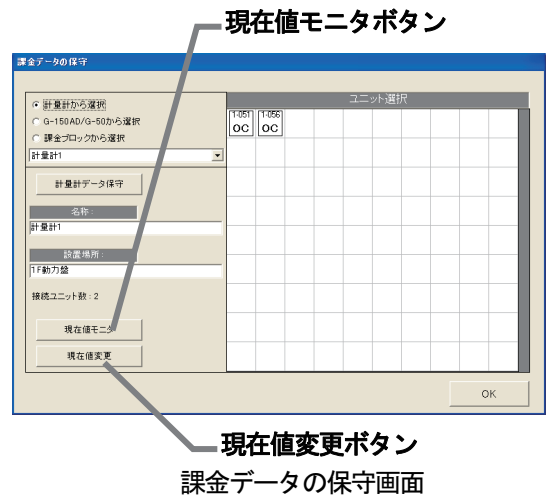 現在値モニタボタン
課金データの保守
計量計から選択
G-150AD/G-50から選択
課金ブロックから選択
計量計1
計量計データ保守
名称:
計量計1
設置場所:
1F動力盤
接続ユニット数:2
現在値モニタ
現在値変更
ユニット選択
1-051 1-056
OC OC
OK
現在値変更ボタン
課金データの保守画面